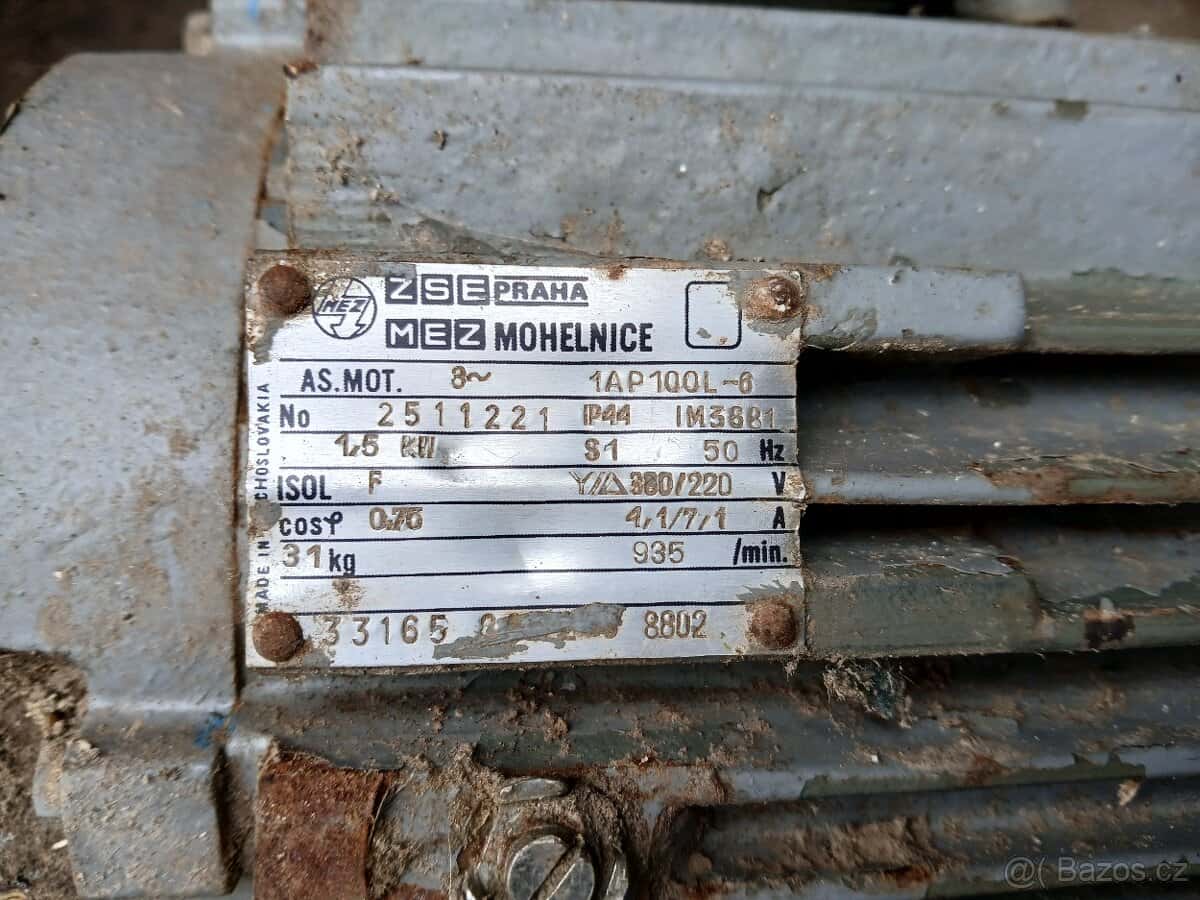 MEZ
ZSE PRAHA
MEZ MOHELNICE
AS. MOT. 3~ 1AP100L-6
No 2511221 IP44 IM3681
1,5 KW S1 50 Hz
ISOL F Y/△ 380/220 V
cosφ 0.75 4,1/7,1 A
31 kg 935 /min.
33165 8802
MADE IN CHOSLOVAKIA
@( Bazos.cz